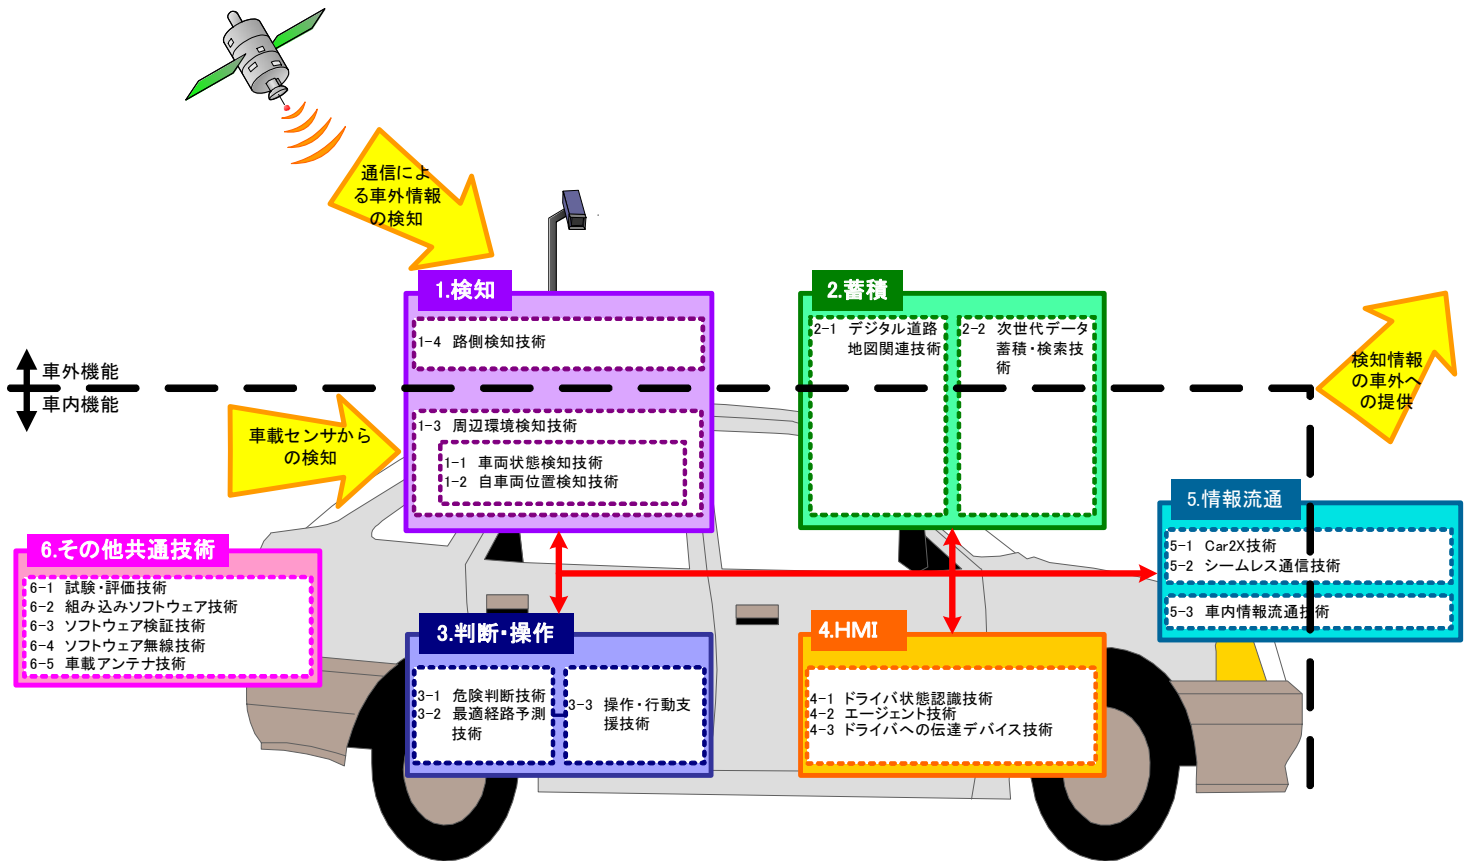 通信によ
る車外情報
の検知
1.検知
1-4 路側検知技術
車外機能
車内機能
車載センサから
の検知
1-3 周辺環境検知技術
1-1 車両状態検知技術
1-2 自車両位置検知技術
2.蓄積
2-1 デジタル道路
地図関連技術
2-2 次世代データ
蓄積・検索技
術
検知情報
の車外へ
の提供
5.情報流通
5-1 Car2X技術
5-2 シームレス通信技術
5-3 車内情報流通技術
6.その他共通技術
6-1 試験・評価技術
6-2 組み込みソフトウェア技術
6-3 ソフトウェア検証技術
6-4 ソフトウェア無線技術
6-5 車載アンテナ技術
3.判断・操作
3-1 危険判断技術
3-2 最適経路予測
技術
3-3 操作・行動支
援技術
4.HMI
4-1 ドライバ状態認識技術
4-2 エージェント技術
4-3 ドライバへの伝達デバイス技術